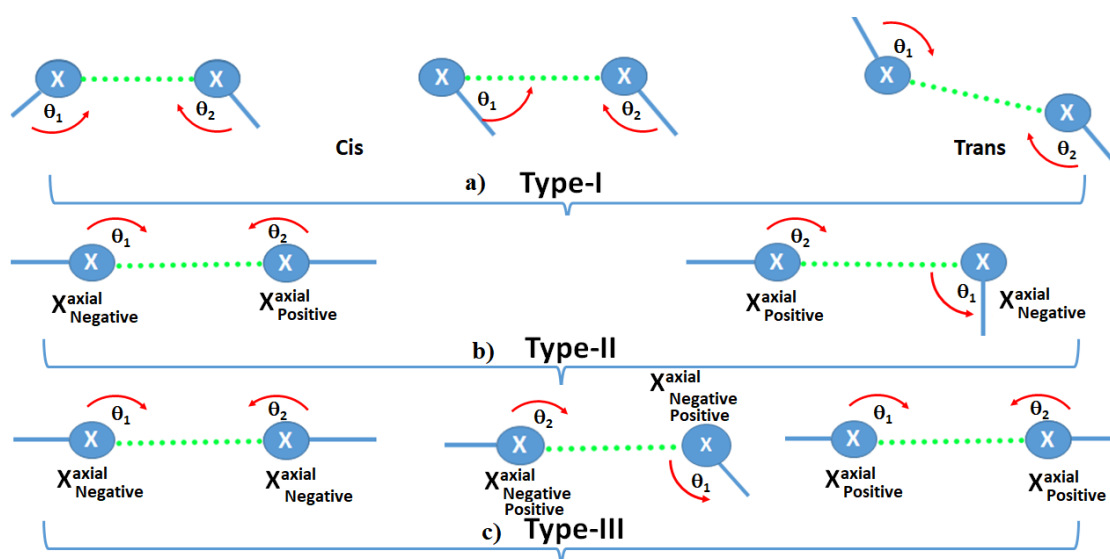 X X X X X X
θ₁ θ₂ θ₁ θ₂ θ₁ θ₂
Cis Trans
a) Type-I
θ₁ θ₂ θ₂ θ₁
X X X X
X axial Negative X axial Positive X axial Positive X axial Negative
b) Type-II
X axial Negative Positive
θ₁ θ₂ θ₂ θ₁ θ₁ θ₂
X X X X X X
X axial Negative X axial Negative X axial Negative Positive X axial Positive X axial Positive
c) Type-III